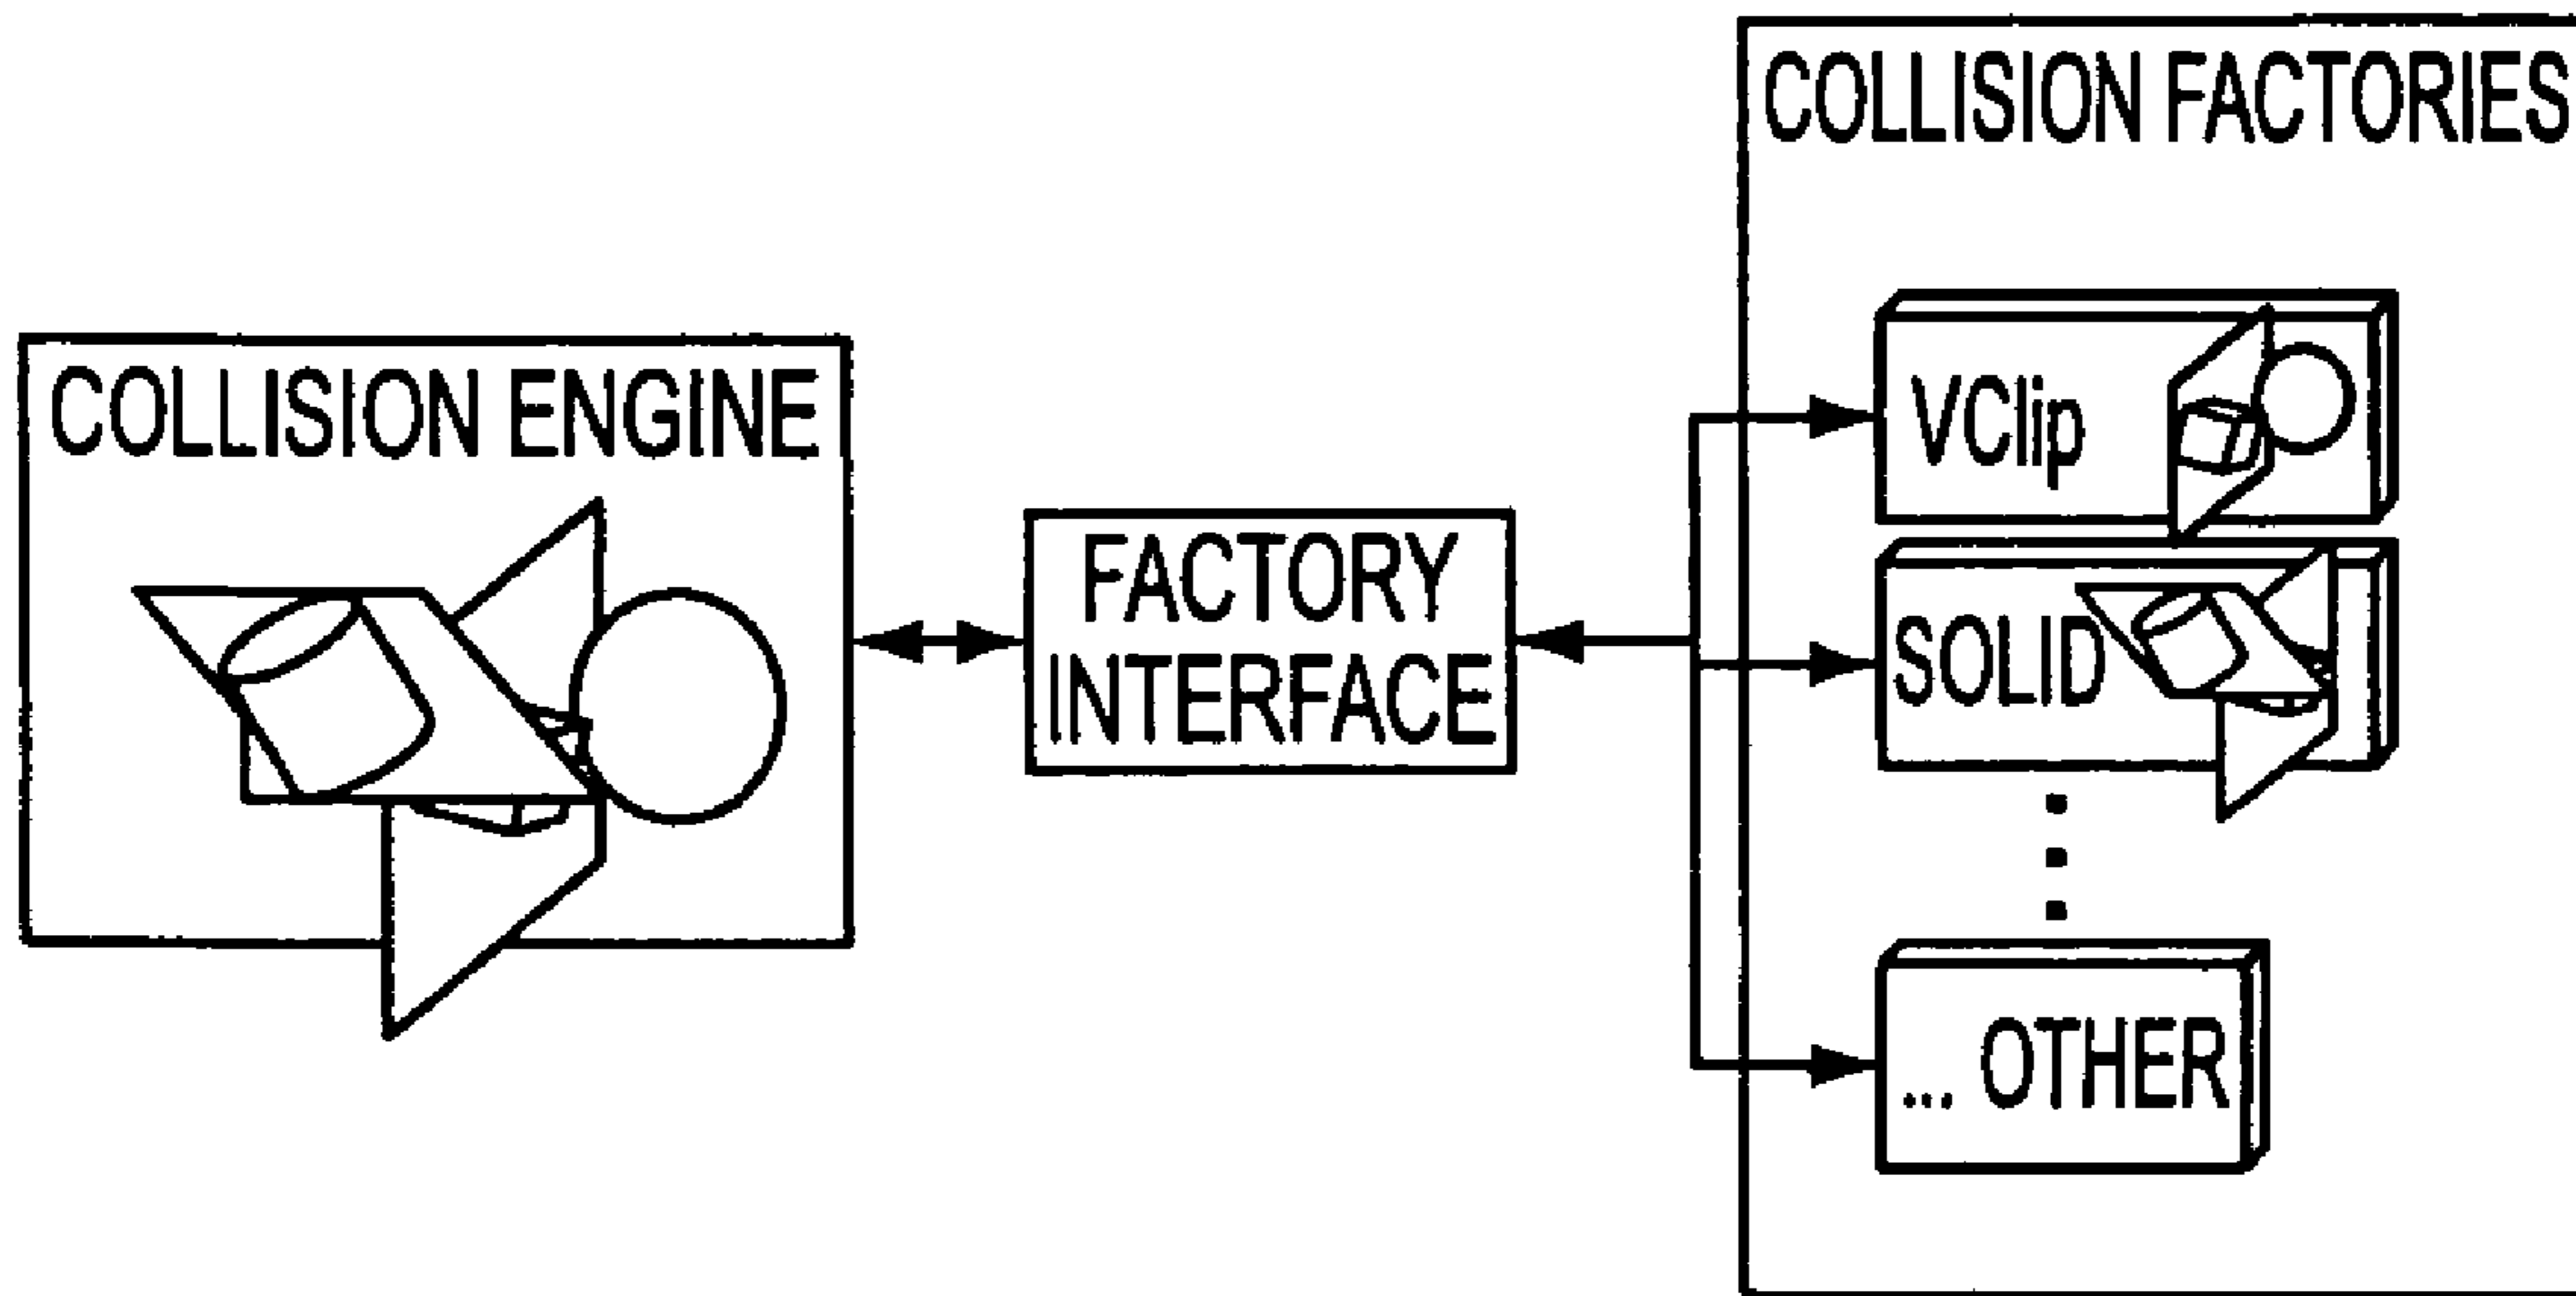 COLLISION FACTORIES
COLLISION ENGINE
VClip
FACTORY
INTERFACE
SOLID
... OTHER